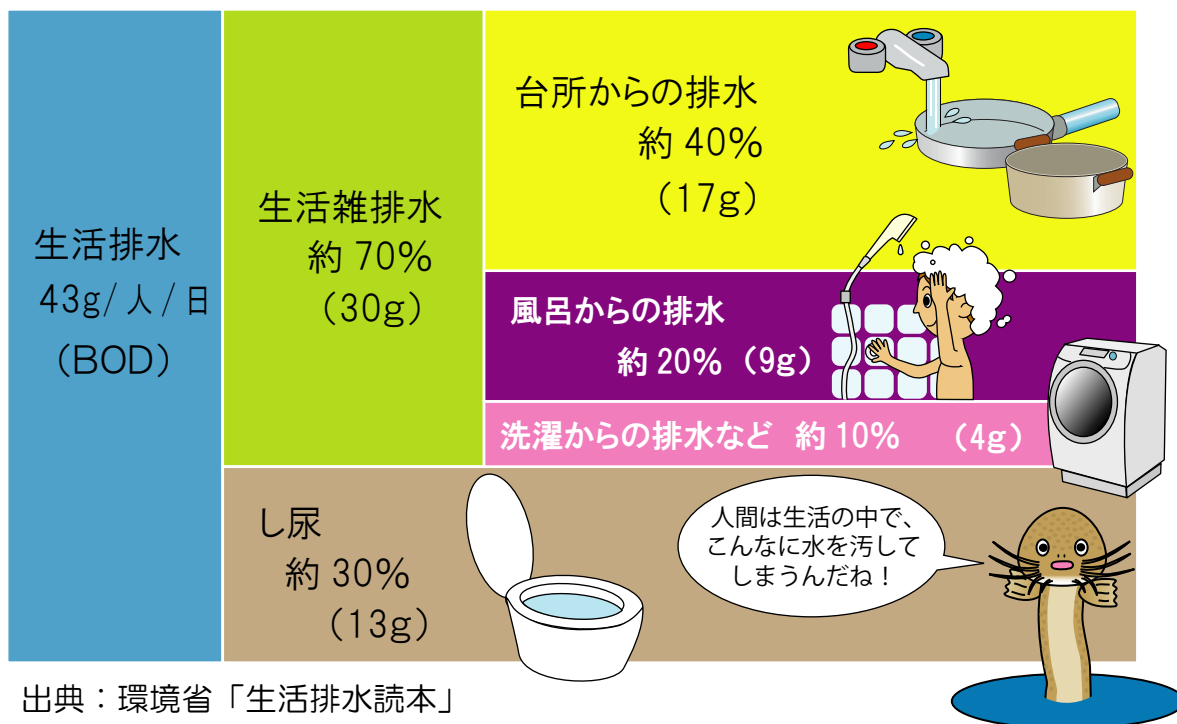 生活排水
43g/ 人 / 日
(BOD)
生活雑排水
約 70%
(30g)
台所からの排水
約 40%
(17g)
風呂からの排水
約 20% (9g)
洗濯からの排水など 約 10% (4g)
し尿
約 30%
(13g)
人間は生活の中で、
こんなに水を汚して
しまうんだね！
出典：環境省「生活排水読本」